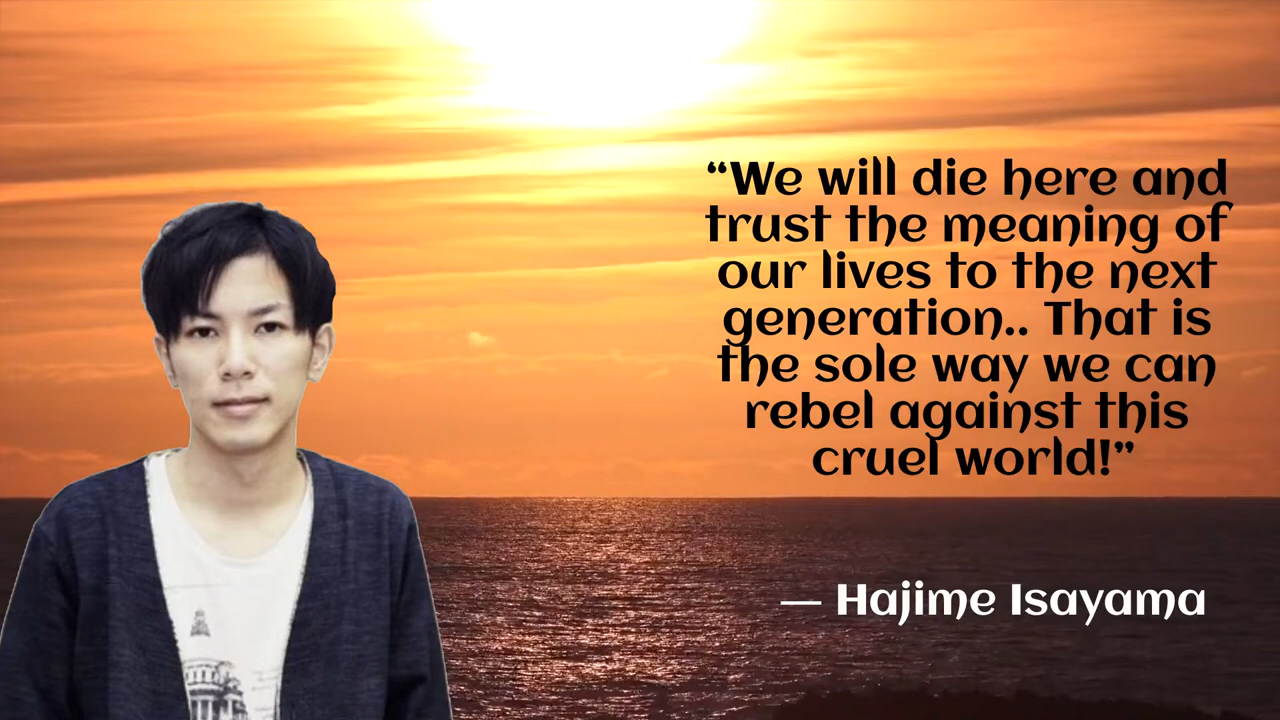 “We will die here and
trust the meaning of
our lives to the next
generation.. That is
the sole way we can
rebel against this
cruel world!”
— Hajime Isayama